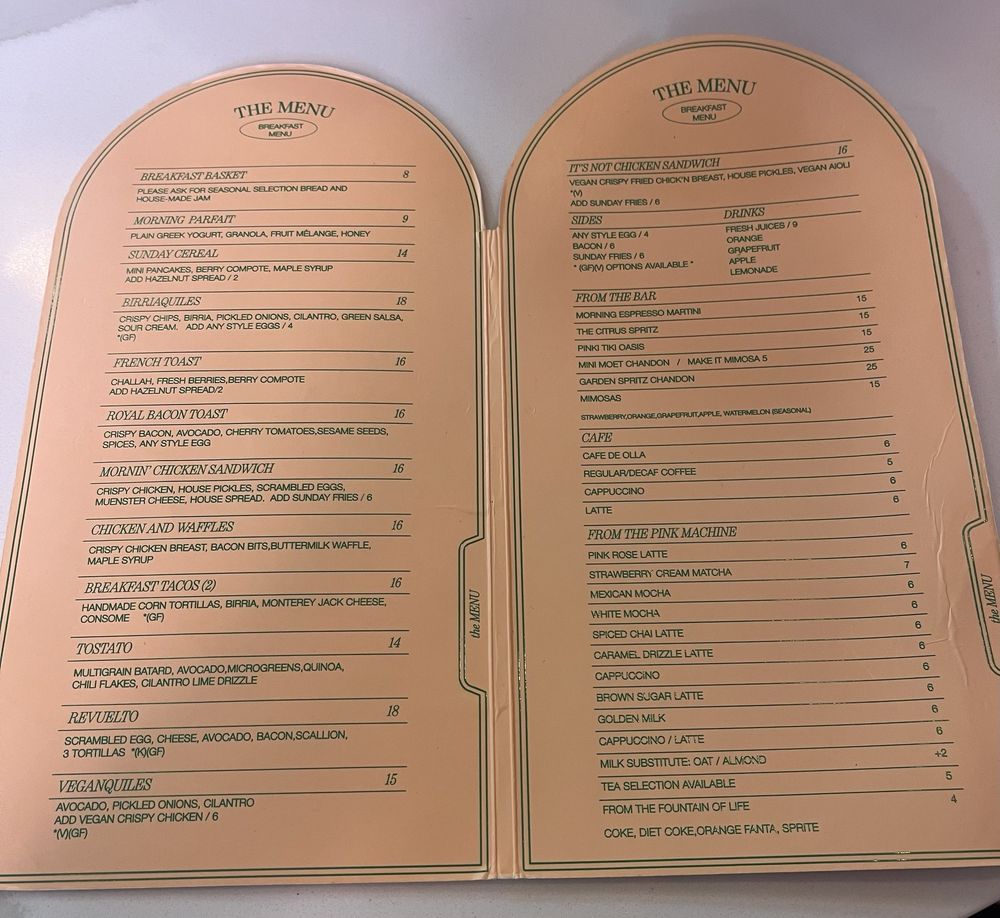 THE MENU
BREAKFAST
MENU
BREAKFAST BASKET 8
PLEASE ASK FOR SEASONAL SELECTION BREAD AND
HOUSE-MADE JAM
MORNING PARFAIT 9
PLAIN GREEK YOGURT, GRANOLA, FRUIT MÉLANGE, HONEY
SUNDAY CEREAL 14
MINI PANCAKES, BERRY COMPOTE, MAPLE SYRUP
ADD HAZELNUT SPREAD / 2
BIRRIAQUILES 18
CRISPY CHIPS, BIRRIA, PICKLED ONIONS, CILANTRO, GREEN SALSA,
SOUR CREAM. ADD ANY STYLE EGGS / 4
*(GF)
FRENCH TOAST 16
CHALLAH, FRESH BERRIES,BERRY COMPOTE
ADD HAZELNUT SPREAD/2
ROYAL BACON TOAST 16
CRISPY BACON, AVOCADO, CHERRY TOMATOES,SESAME SEEDS,
SPICES, ANY STYLE EGG
MORNIN' CHICKEN SANDWICH 16
CRISPY CHICKEN, HOUSE PICKLES, SCRAMBLED EGGS,
MUENSTER CHEESE, HOUSE SPREAD. ADD SUNDAY FRIES / 6
CHICKEN AND WAFFLES 16
CRISPY CHICKEN BREAST, BACON BITS,BUTTERMILK WAFFLE,
MAPLE SYRUP
BREAKFAST TACOS (2) 16
HANDMADE CORN TORTILLAS, BIRRIA, MONTEREY JACK CHEESE,
CONSOME *(GF)
TOSTATO 14
MULTIGRAIN BATARD, AVOCADO,MICROGREENS,QUINOA,
CHILI FLAKES, CILANTRO LIME DRIZZLE
REVUELTO 18
SCRAMBLED EGG, CHEESE, AVOCADO, BACON,SCALLION,
3 TORTILLAS *(K)(GF)
VEGANQUILES 15
AVOCADO, PICKLED ONIONS, CILANTRO
ADD VEGAN CRISPY CHICKEN / 6
*(V)(GF)
the MENU
THE MENU
BREAKFAST
MENU
IT'S NOT CHICKEN SANDWICH 16
VEGAN CRISPY FRIED CHICK'N BREAST, HOUSE PICKLES, VEGAN AIOLI
*(V)
ADD SUNDAY FRIES / 6
SIDES
ANY STYLE EGG / 4
BACON / 6
SUNDAY FRIES / 6
* (GF)(V) OPTIONS AVAILABLE *
DRINKS
FRESH JUICES / 9
ORANGE
GRAPEFRUIT
APPLE
LEMONADE
FROM THE BAR
MORNING ESPRESSO MARTINI 15
THE CITRUS SPRITZ 15
PINKI TIKI OASIS 15
MINI MOET CHANDON / MAKE IT MIMOSA 5 25
GARDEN SPRITZ CHANDON 25
MIMOSAS 15
STRAWBERRY,ORANGE,GRAPEFRUIT,APPLE, WATERMELON (SEASONAL)
CAFE
CAFE DE OLLA 6
REGULAR/DECAF COFFEE 5
CAPPUCCINO 6
LATTE 6
FROM THE PINK MACHINE
PINK ROSE LATTE 6
STRAWBERRY CREAM MATCHA 7
MEXICAN MOCHA 6
WHITE MOCHA 6
SPICED CHAI LATTE 6
CARAMEL DRIZZLE LATTE 6
CAPPUCCINO 6
BROWN SUGAR LATTE 6
GOLDEN MILK 6
CAPPUCCINO / LATTE 6
MILK SUBSTITUTE: OAT / ALMOND +2
TEA SELECTION AVAILABLE 5
FROM THE FOUNTAIN OF LIFE 4
COKE, DIET COKE,ORANGE FANTA, SPRITE
the MENU